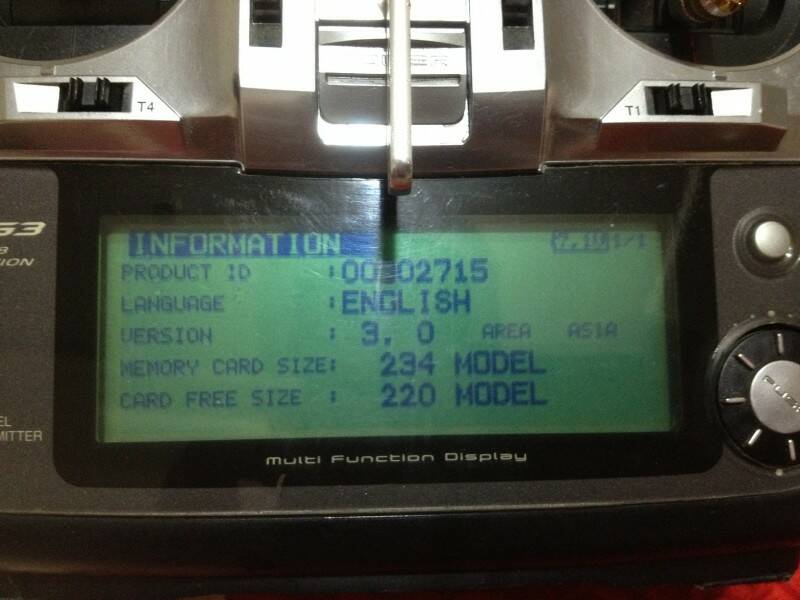 T4
T1
G3
INFORMATION 1/1
PRODUCT ID :
LANGUAGE :ENGLISH
VERSION : 3.0 AREA ASIA
MEMORY CARD SIZE: 234 MODEL
CARD FREE SIZE : 220 MODEL
Multi Function Display